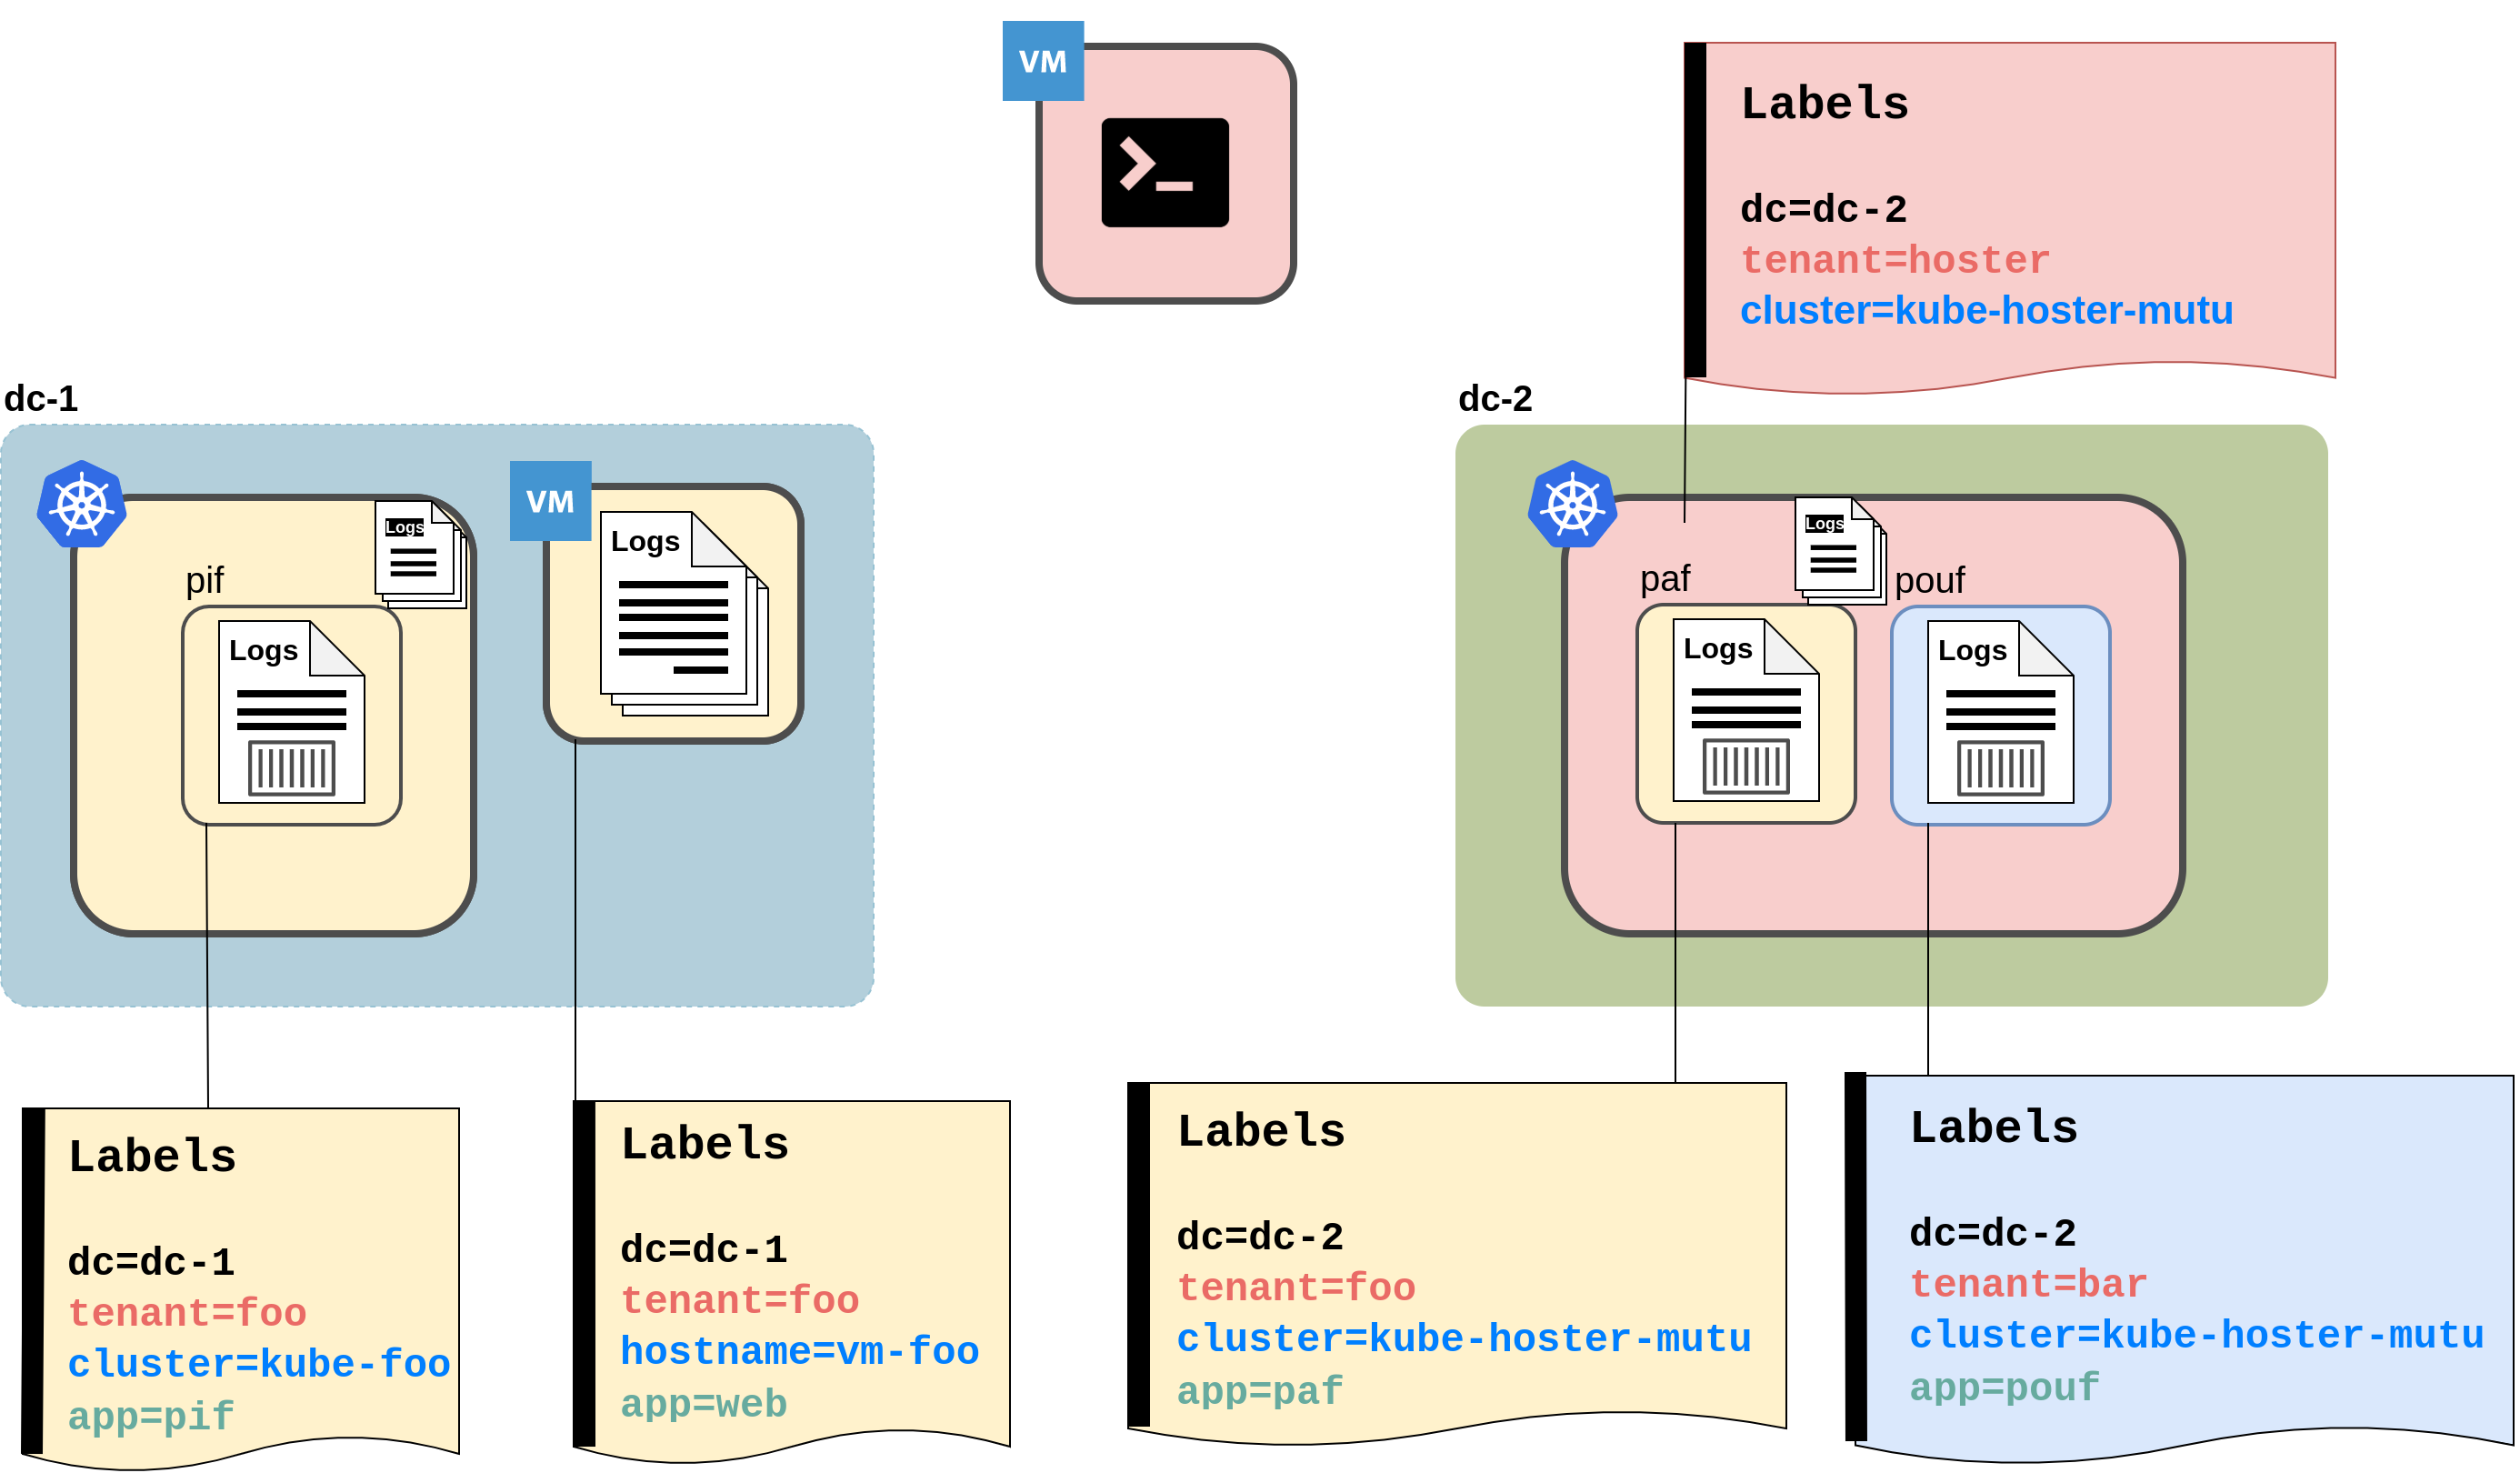 VM
Labels
dc=dc-2
tenant=hoster
cluster=kube-hoster-mutu
dc-1
dc-2
VM
Logs
Logs
pif
Logs
Logs
paf
pouf
Logs
Logs
Labels
dc=dc-1
tenant=foo
cluster=kube-foo
app=pif
Labels
dc=dc-1
tenant=foo
hostname=vm-foo
app=web
Labels
dc=dc-2
tenant=foo
cluster=kube-hoster-mutu
app=paf
Labels
dc=dc-2
tenant=bar
cluster=kube-hoster-mutu
app=pouf